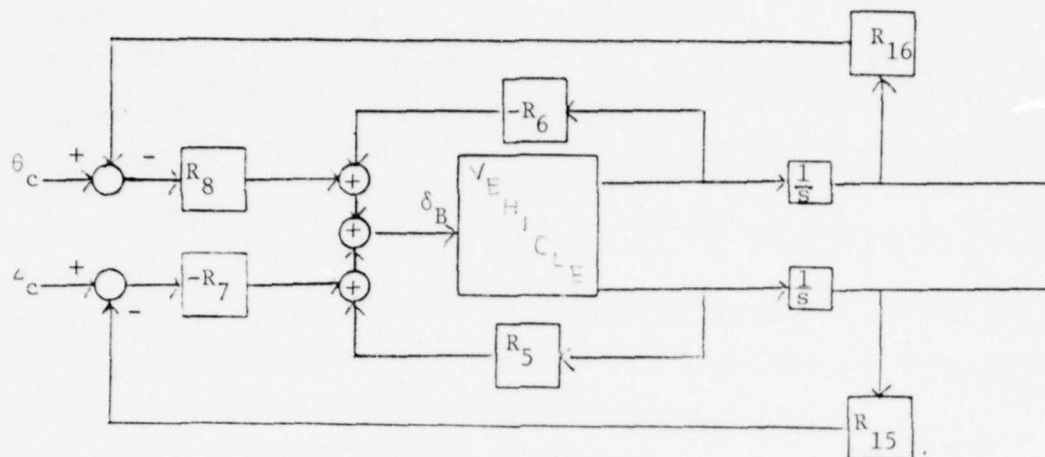 R16
-R6
+
-
θc
R8
+
1/s
δB
+
VEHICLE
+
c
-R7
+
1/s
-
R5
R15